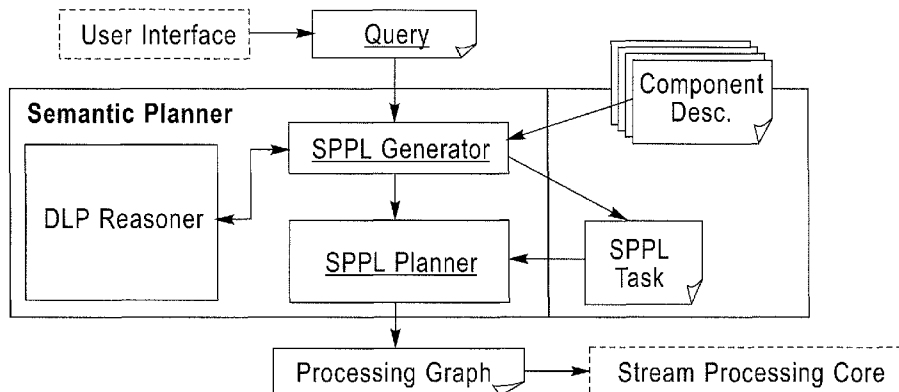 User Interface
Query
Component
Desc.
Semantic Planner
SPPL Generator
DLP Reasoner
SPPL Planner
SPPL
Task
Processing Graph
Stream Processing Core